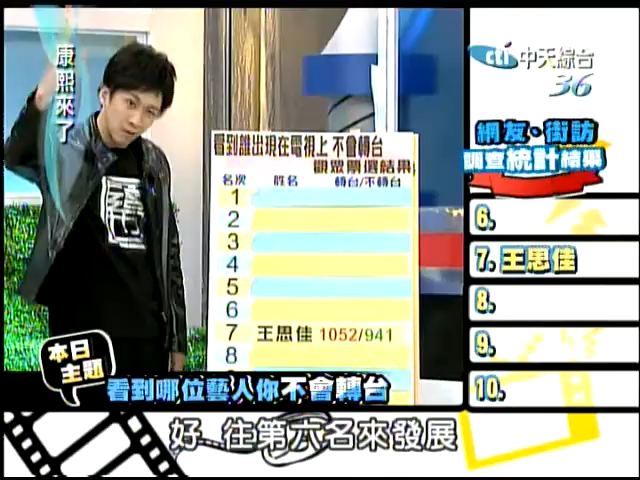 康熙來了
cti 中天綜合台
36
看到誰出現在電視上 不會轉台
觀眾票選結果
名次 姓名 轉台/不轉台
1
2
3
4
5
6
7 王思佳 1052/941
8
網友、街訪
調查統計結果
6.
7. 王思佳
8.
9.
10.
本日
主題
看到哪位藝人你不會轉台
好 往第六名來發展